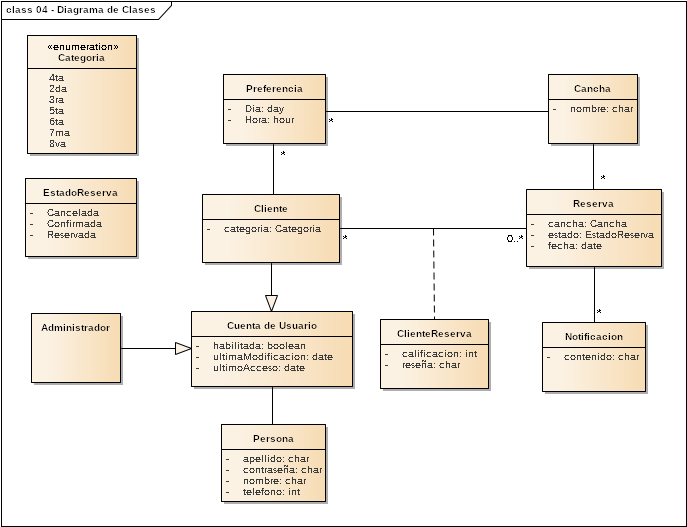 class 04 - Diagrama de Clases
«enumeration»
Categoria
4ta
2da
3ra
5ta
6ta
7ma
8va
Preferencia
- Dia: day
- Hora: hour
*
*
Cancha
- nombre: char
*
EstadoReserva
- Cancelada
- Confirmada
- Reservada
Cliente
- categoria: Categoria
*
0..*
Reserva
- cancha: Cancha
- estado: EstadoReserva
- fecha: date
*
Administrador
Cuenta de Usuario
- habilitada: boolean
- ultimaModificacion: date
- ultimoAcceso: date
ClienteReserva
- calificacion: int
- reseña: char
Notificacion
- contenido: char
Persona
- apellido: char
- contraseña: char
- nombre: char
- telefono: int